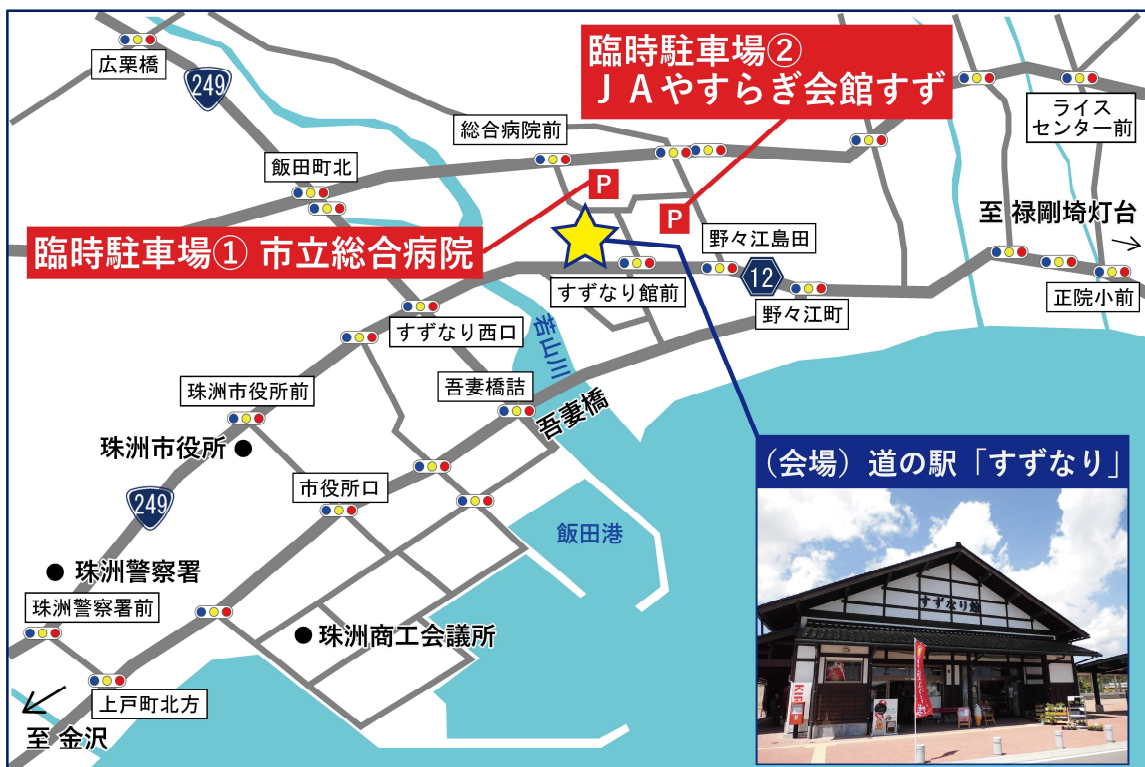 広栗橋
249
臨時駐車場②
ＪＡやすらぎ会館すず
総合病院前
ライス
センター前
飯田町北
P
P
至 禄剛埼灯台
臨時駐車場① 市立総合病院
野々江島田
12
すずなり館前
野々江町
正院小前
すずなり西口
若山川
珠洲市役所前
吾妻橋詰
吾妻橋
珠洲市役所
(会場) 道の駅「すずなり」
市役所口
249
飯田港
珠洲警察署
すずなり館
珠洲警察署前
珠洲商工会議所
上戸町北方
至 金沢